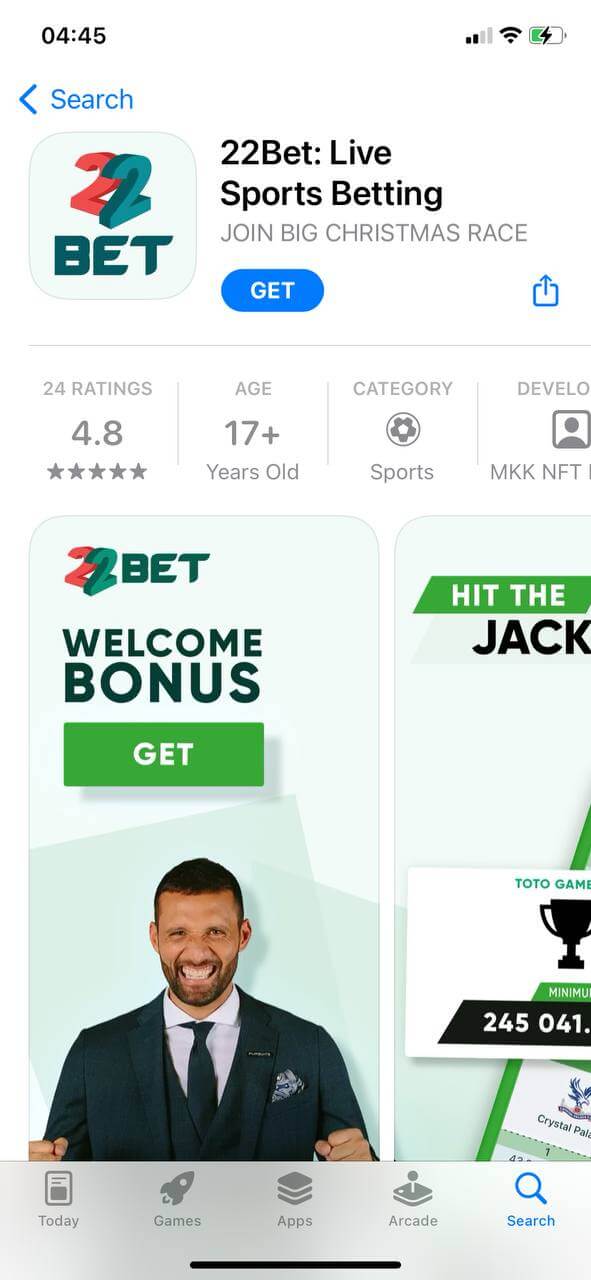 04:45
Search
22
BET
22Bet: Live
Sports Betting
JOIN BIG CHRISTMAS RACE
GET
24 RATINGS
4.8
AGE
17+
Years Old
CATEGORY
Sports
DEVELO
MKK NFT
22BET
WELCOME
BONUS
GET
PURSUITS
HIT THE
JACK
TOTO GAME
MINIMU
245 041.
Crystal Pala
1
Today
Games
Apps
Arcade
Search